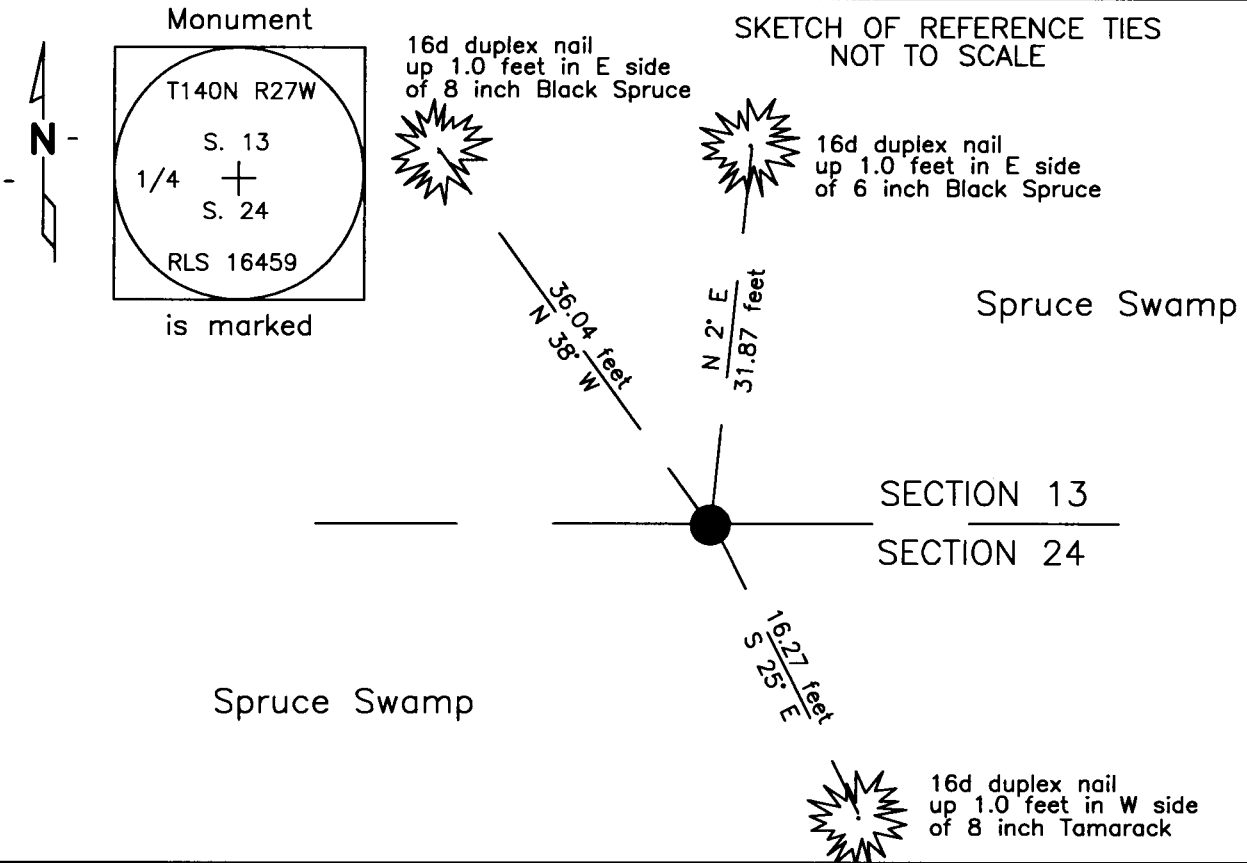 Monument
T140N R27W
S. 13
1/4
S. 24
RLS 16459
is marked
N
16d duplex nail
up 1.0 feet in E side
of 8 inch Black Spruce
SKETCH OF REFERENCE TIES
NOT TO SCALE
16d duplex nail
up 1.0 feet in E side
of 6 inch Black Spruce
36.04 feet
N 38° W
N 2° E
31.87 feet
Spruce Swamp
SECTION 13
SECTION 24
16.27 feet
S 25° E
Spruce Swamp
16d duplex nail
up 1.0 feet in W side
of 8 inch Tamarack